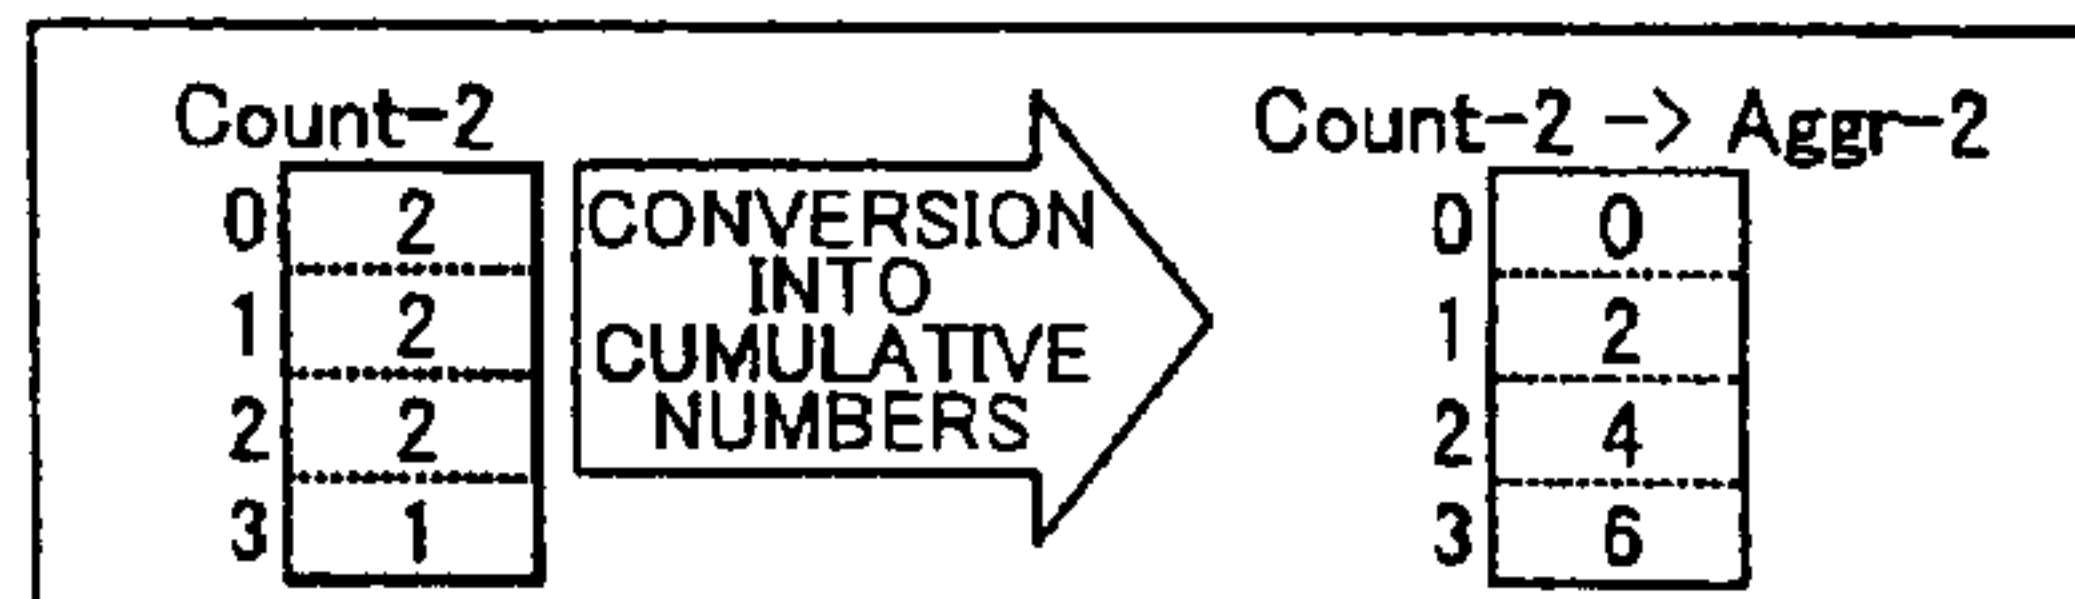 Count-2
0 2
1 2
2 2
3 1
CONVERSION
INTO
CUMULATIVE
NUMBERS
Count-2 -> Aggr-2
0 0
1 2
2 4
3 6